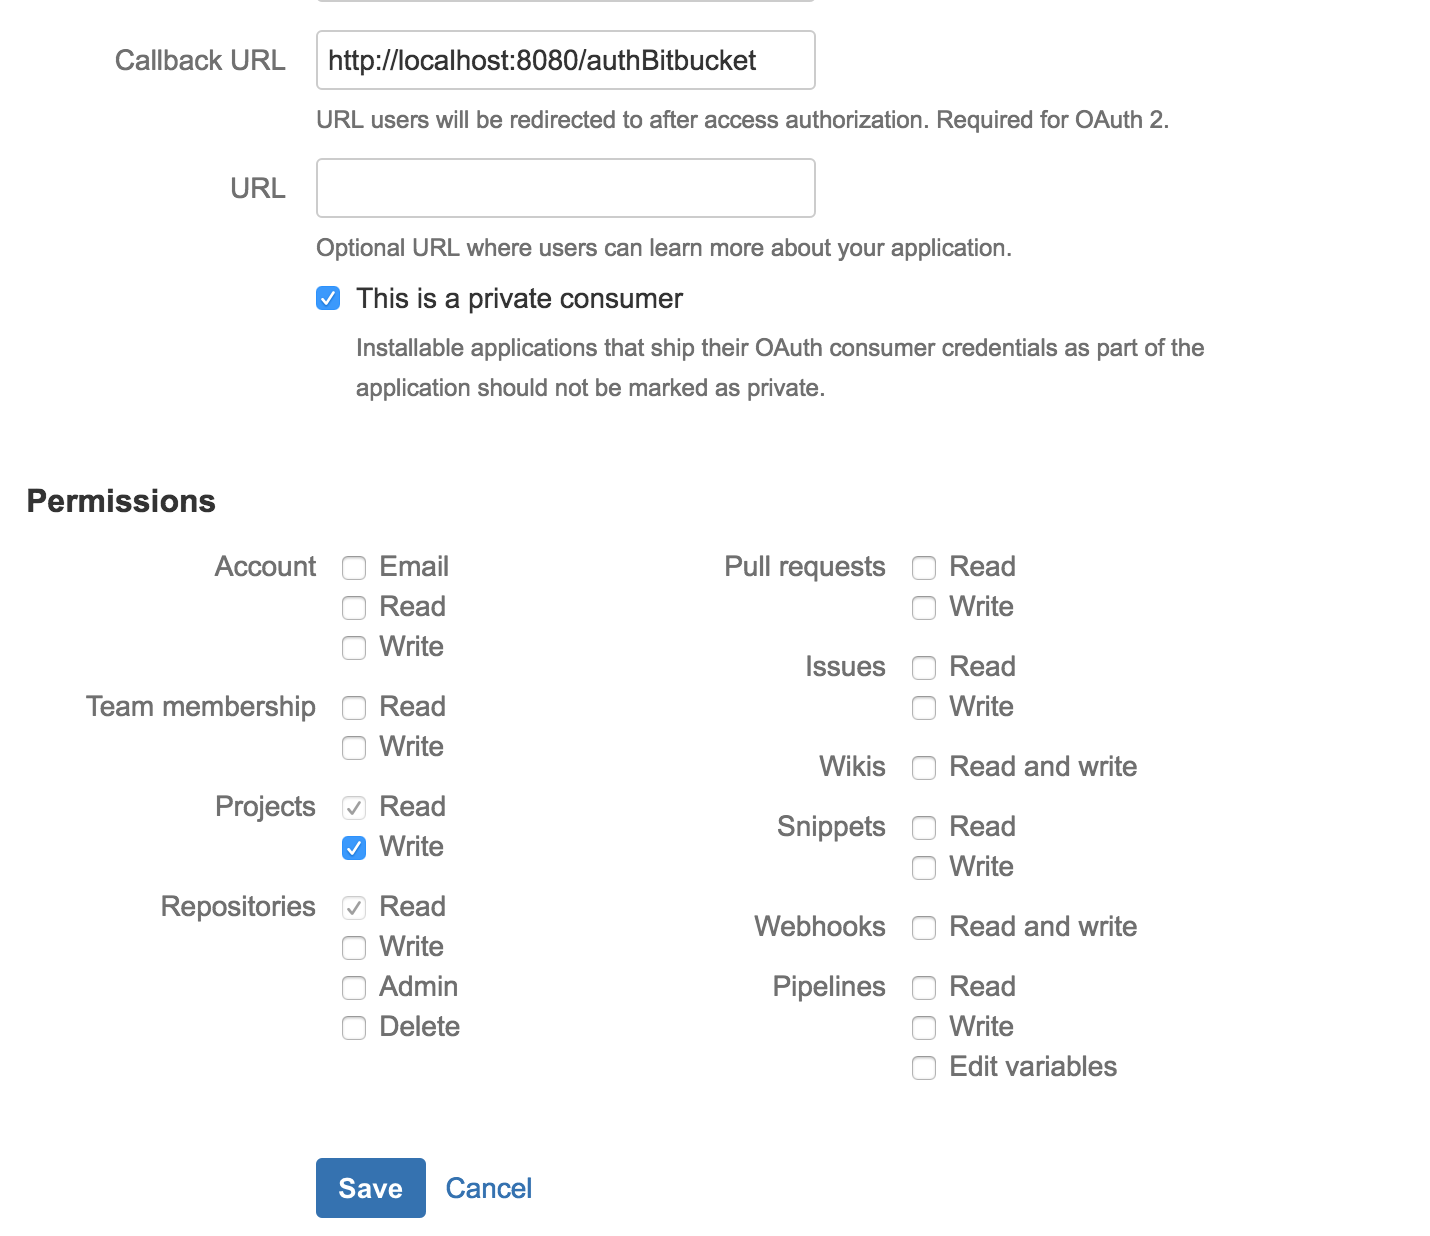 Callback URL http://localhost:8080/authBitbucket
URL users will be redirected to after access authorization. Required for OAuth 2.
URL
Optional URL where users can learn more about your application.
This is a private consumer
Installable applications that ship their OAuth consumer credentials as part of the
application should not be marked as private.
Permissions
Account Email
Read
Write
Team membership Read
Write
Projects Read
Write
Repositories Read
Write
Admin
Delete
Pull requests Read
Write
Issues Read
Write
Wikis Read and write
Snippets Read
Write
Webhooks Read and write
Pipelines Read
Write
Edit variables
Save Cancel